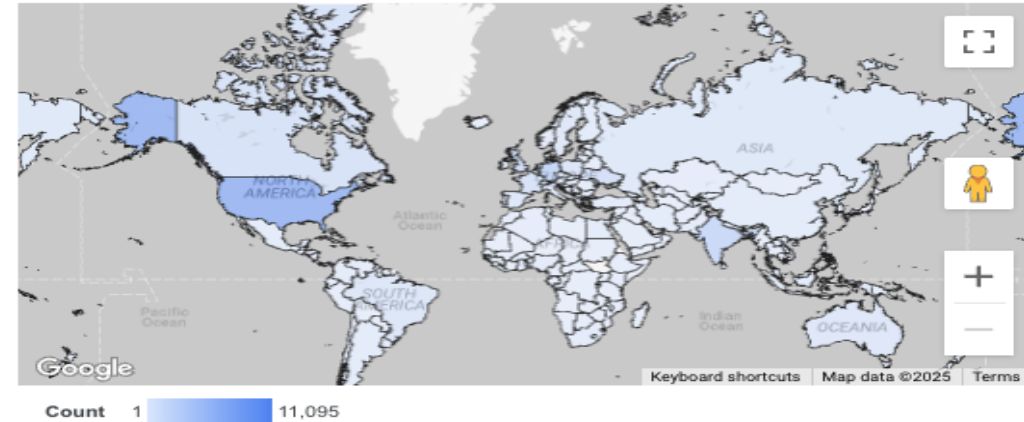 ASIA
NORTH
AMERICA
Atlantic
Ocean
AFRICA
SOUTH
AMERICA
Pacific
Ocean
Indian
Ocean
OCEANIA
Google
Keyboard shortcuts Map data ©2025 Terms
Count 1 11,095